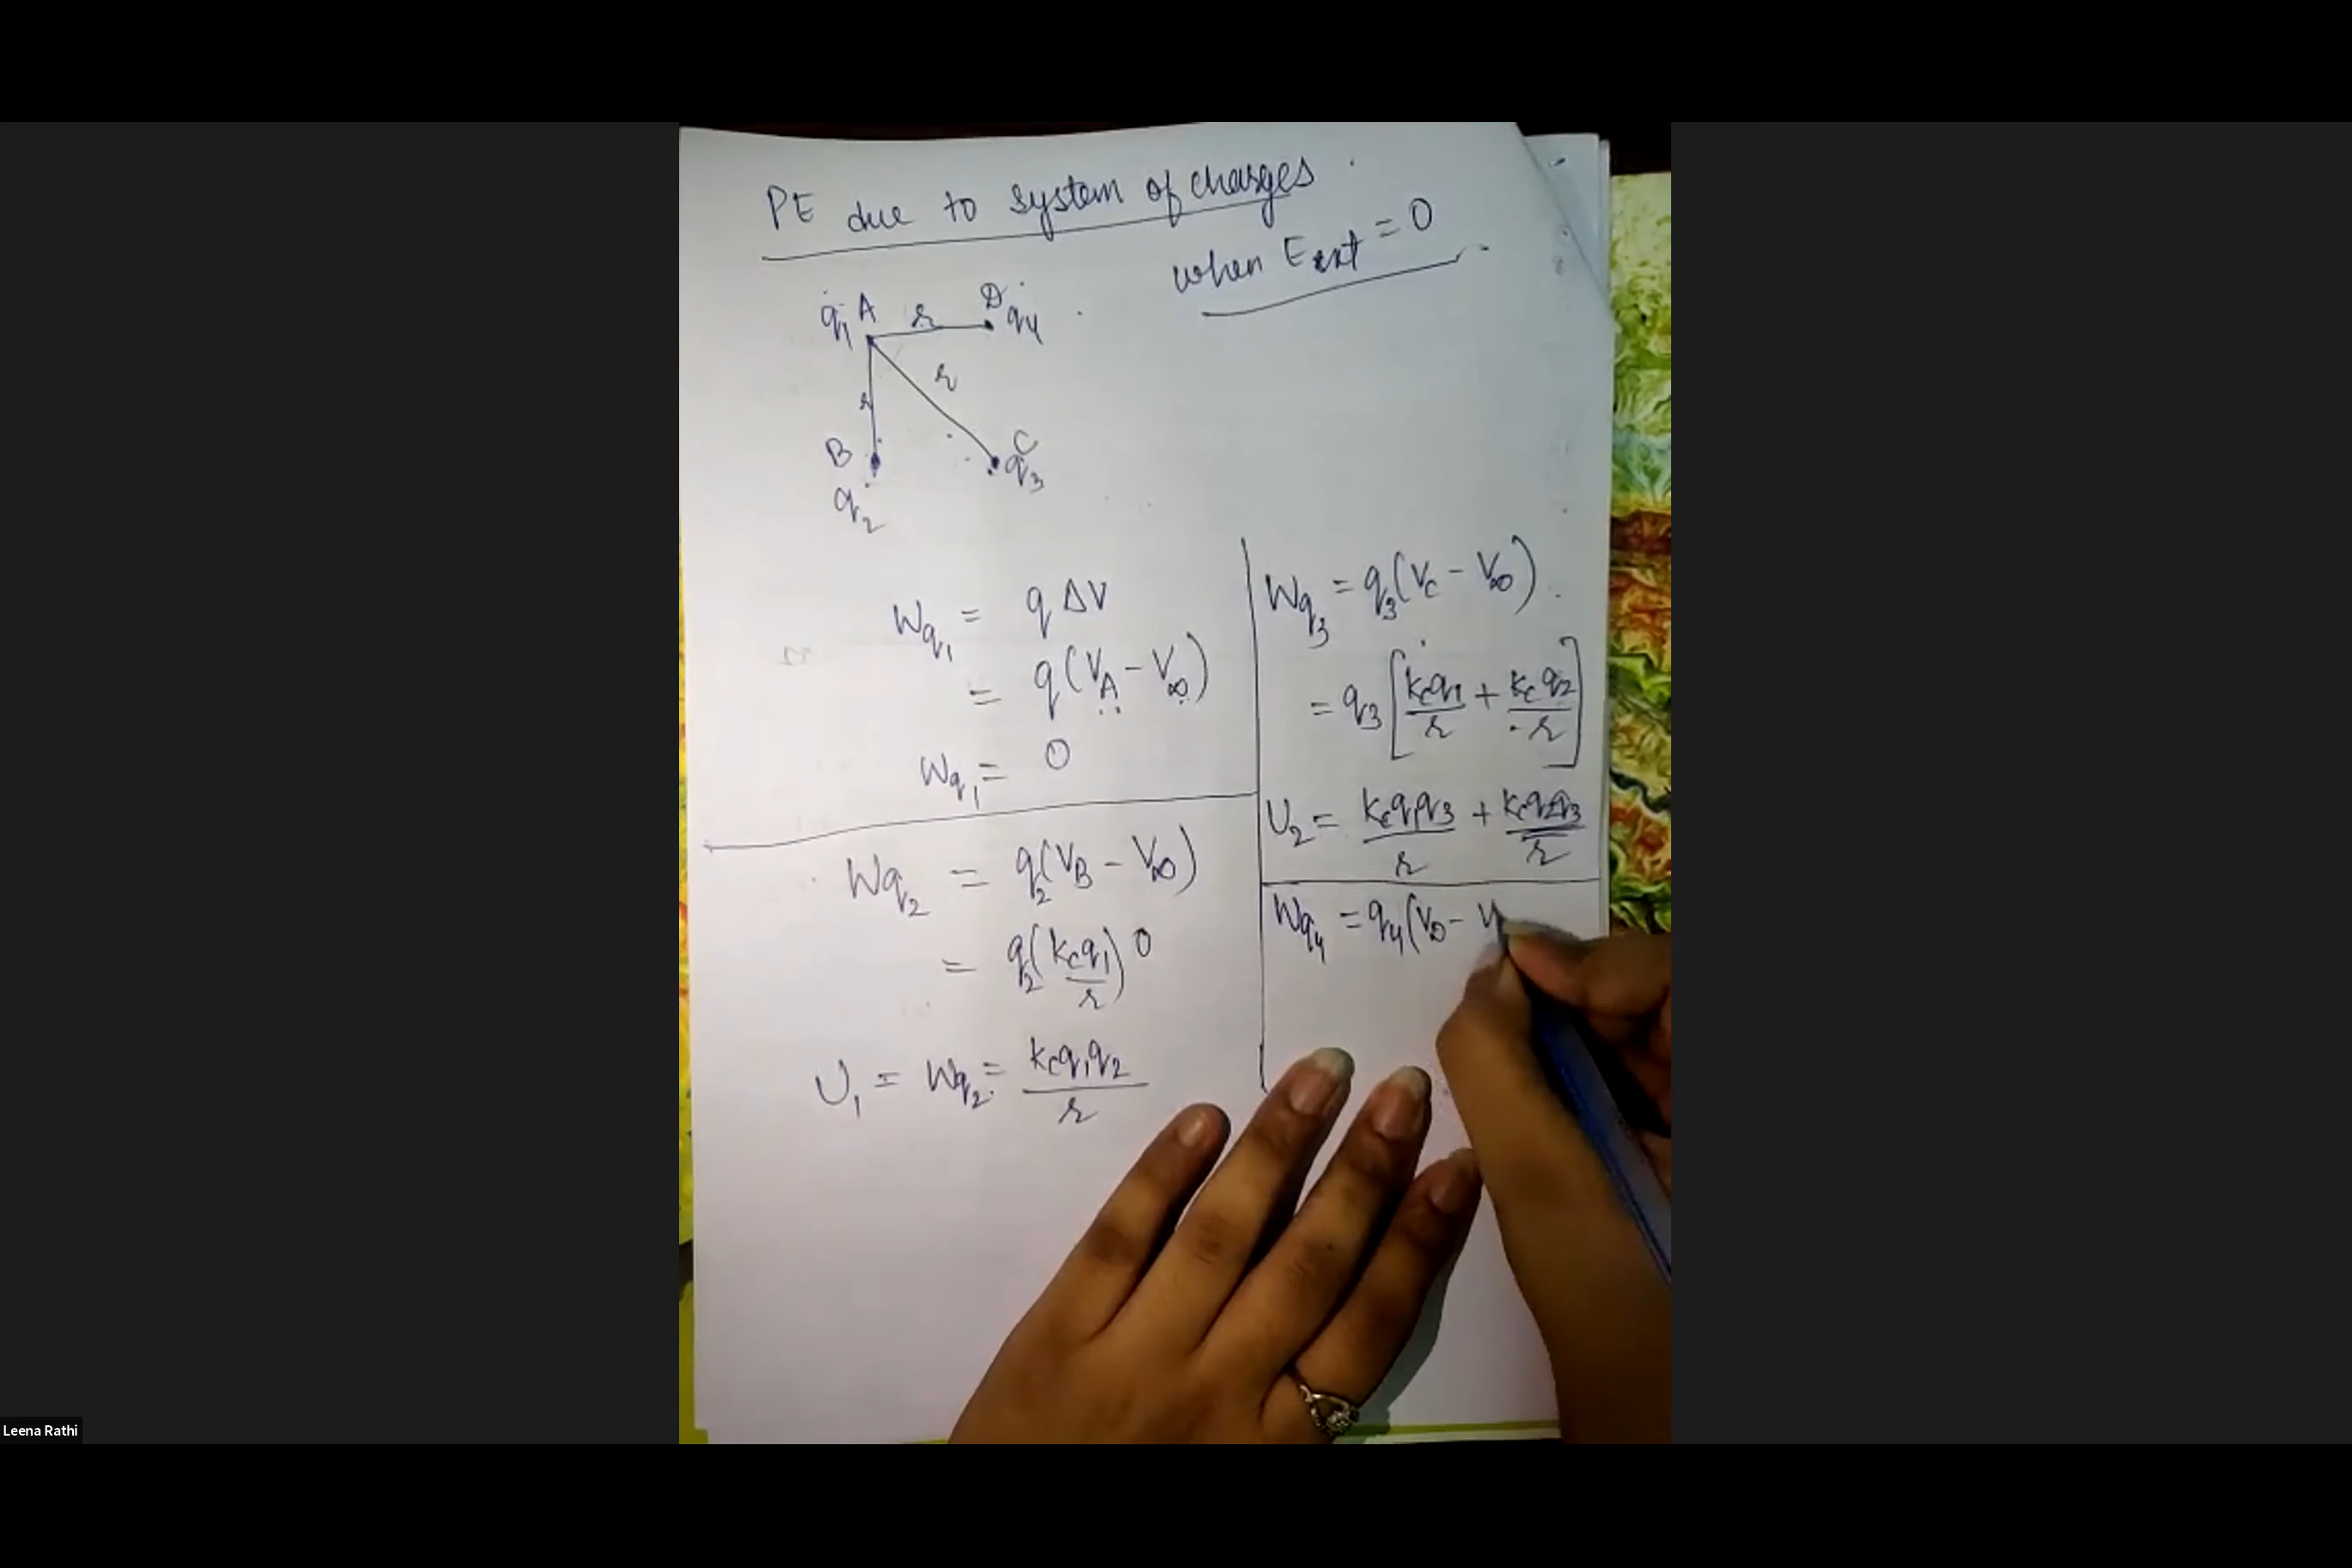 PE due to system of charges
when Eext = 0
q1 A r D q4
r
r
B
C
q3
q2
Wq1 = q ΔV
= q(VA - V∞)
Wq1 = 0
Wq2 = q2(VB - V∞)
= q2(kcq1/r) 0
U1 = Wq2 = kcq1q2/r
Wq3 = q3(VC - V∞)
= q3[kcq1/r + kcq2/r]
U2 = kcq1q3/r + kcq2q3/r
Wq4 = q4(VD - V
Leena Rathi